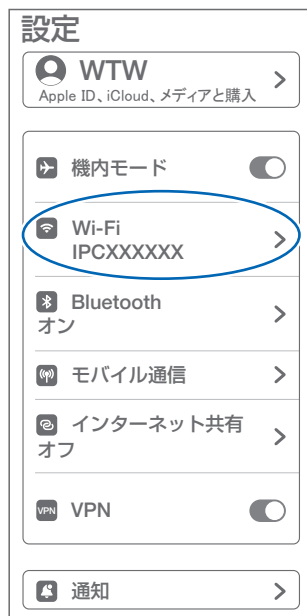 設定
WTW
Apple ID、iCloud、メディアと購入
機内モード
Wi-Fi
IPCXXXXXX
Bluetooth
オン
モバイル通信
インターネット共有
オフ
VPN VPN
通知